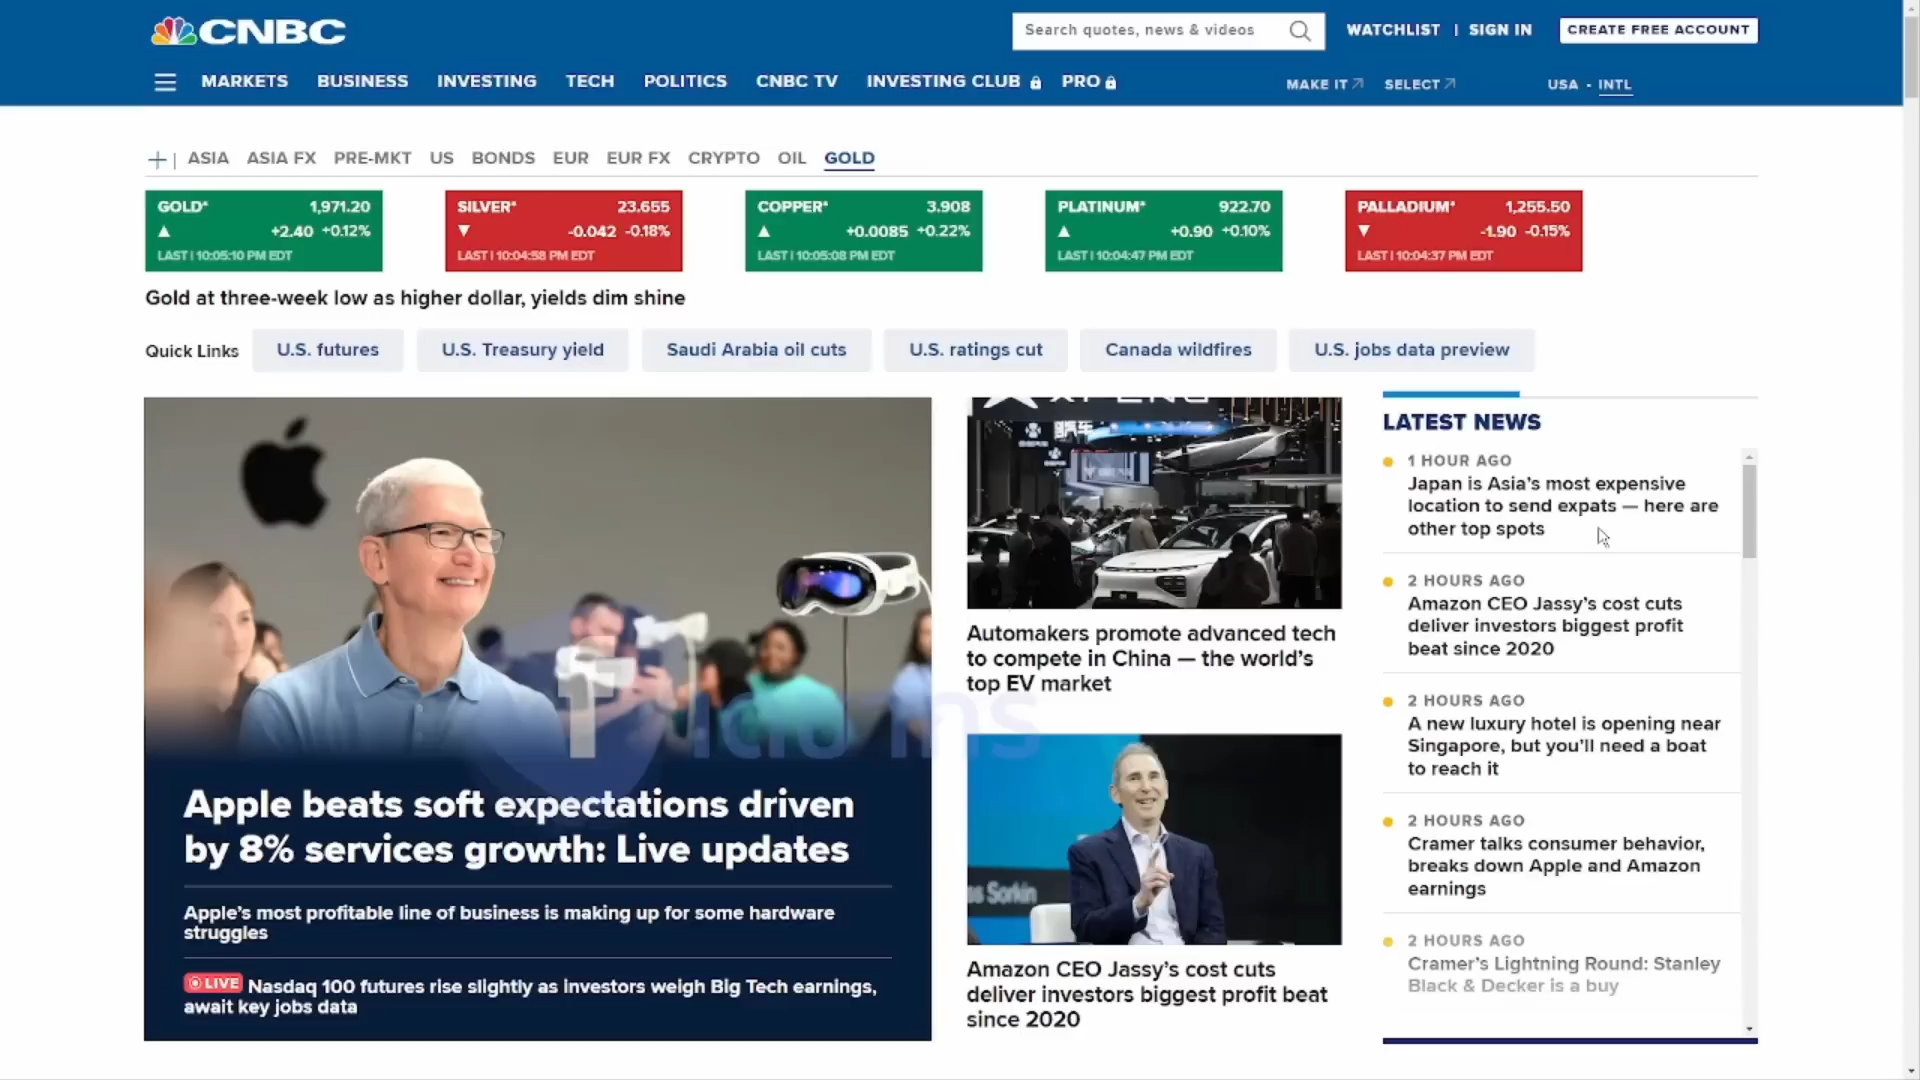 CNBC
Search quotes, news & videos
WATCHLIST | SIGN IN
CREATE FREE ACCOUNT
MARKETS BUSINESS INVESTING TECH POLITICS CNBC TV INVESTING CLUB PRO
MAKE IT SELECT USA - INTL
ASIA ASIA FX PRE-MKT US BONDS EUR EUR FX CRYPTO OIL GOLD
GOLD* 1,971.20
+2.40 +0.12%
LAST | 10:05:10 PM EDT
SILVER* 23.655
-0.042 -0.18%
LAST | 10:04:58 PM EDT
COPPER* 3.908
+0.0085 +0.22%
LAST | 10:05:08 PM EDT
PLATINUM* 922.70
+0.90 +0.10%
LAST | 10:04:47 PM EDT
PALLADIUM* 1,255.50
-1.90 -0.15%
LAST | 10:04:37 PM EDT
Gold at three-week low as higher dollar, yields dim shine
Quick Links
U.S. futures
U.S. Treasury yield
Saudi Arabia oil cuts
U.S. ratings cut
Canada wildfires
U.S. jobs data preview
Apple beats soft expectations driven
by 8% services growth: Live updates
Apple's most profitable line of business is making up for some hardware
struggles
LIVE Nasdaq 100 futures rise slightly as investors weigh Big Tech earnings,
await key jobs data
Automakers promote advanced tech
to compete in China — the world's
top EV market
ss Sorkin
Amazon CEO Jassy's cost cuts
deliver investors biggest profit beat
since 2020
LATEST NEWS
1 HOUR AGO
Japan is Asia's most expensive
location to send expats — here are
other top spots
2 HOURS AGO
Amazon CEO Jassy's cost cuts
deliver investors biggest profit
beat since 2020
2 HOURS AGO
A new luxury hotel is opening near
Singapore, but you'll need a boat
to reach it
2 HOURS AGO
Cramer talks consumer behavior,
breaks down Apple and Amazon
earnings
2 HOURS AGO
Cramer's Lightning Round: Stanley
Black & Decker is a buy